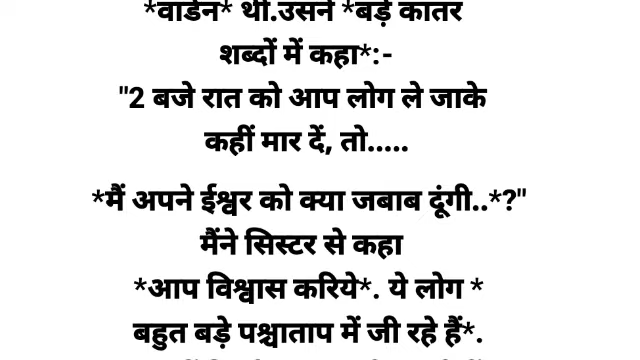 *वार्डन* थी.उसने *बड़े कातर
शब्दों में कहा*:-
"2 बजे रात को आप लोग ले जाके
कहीं मार दें, तो.....
*मैं अपने ईश्वर को क्या जबाब दूंगी..*?"
मैंने सिस्टर से कहा
*आप विश्वास करिये*. ये लोग *
बहुत बड़े पश्चाताप में जी रहे हैं*.